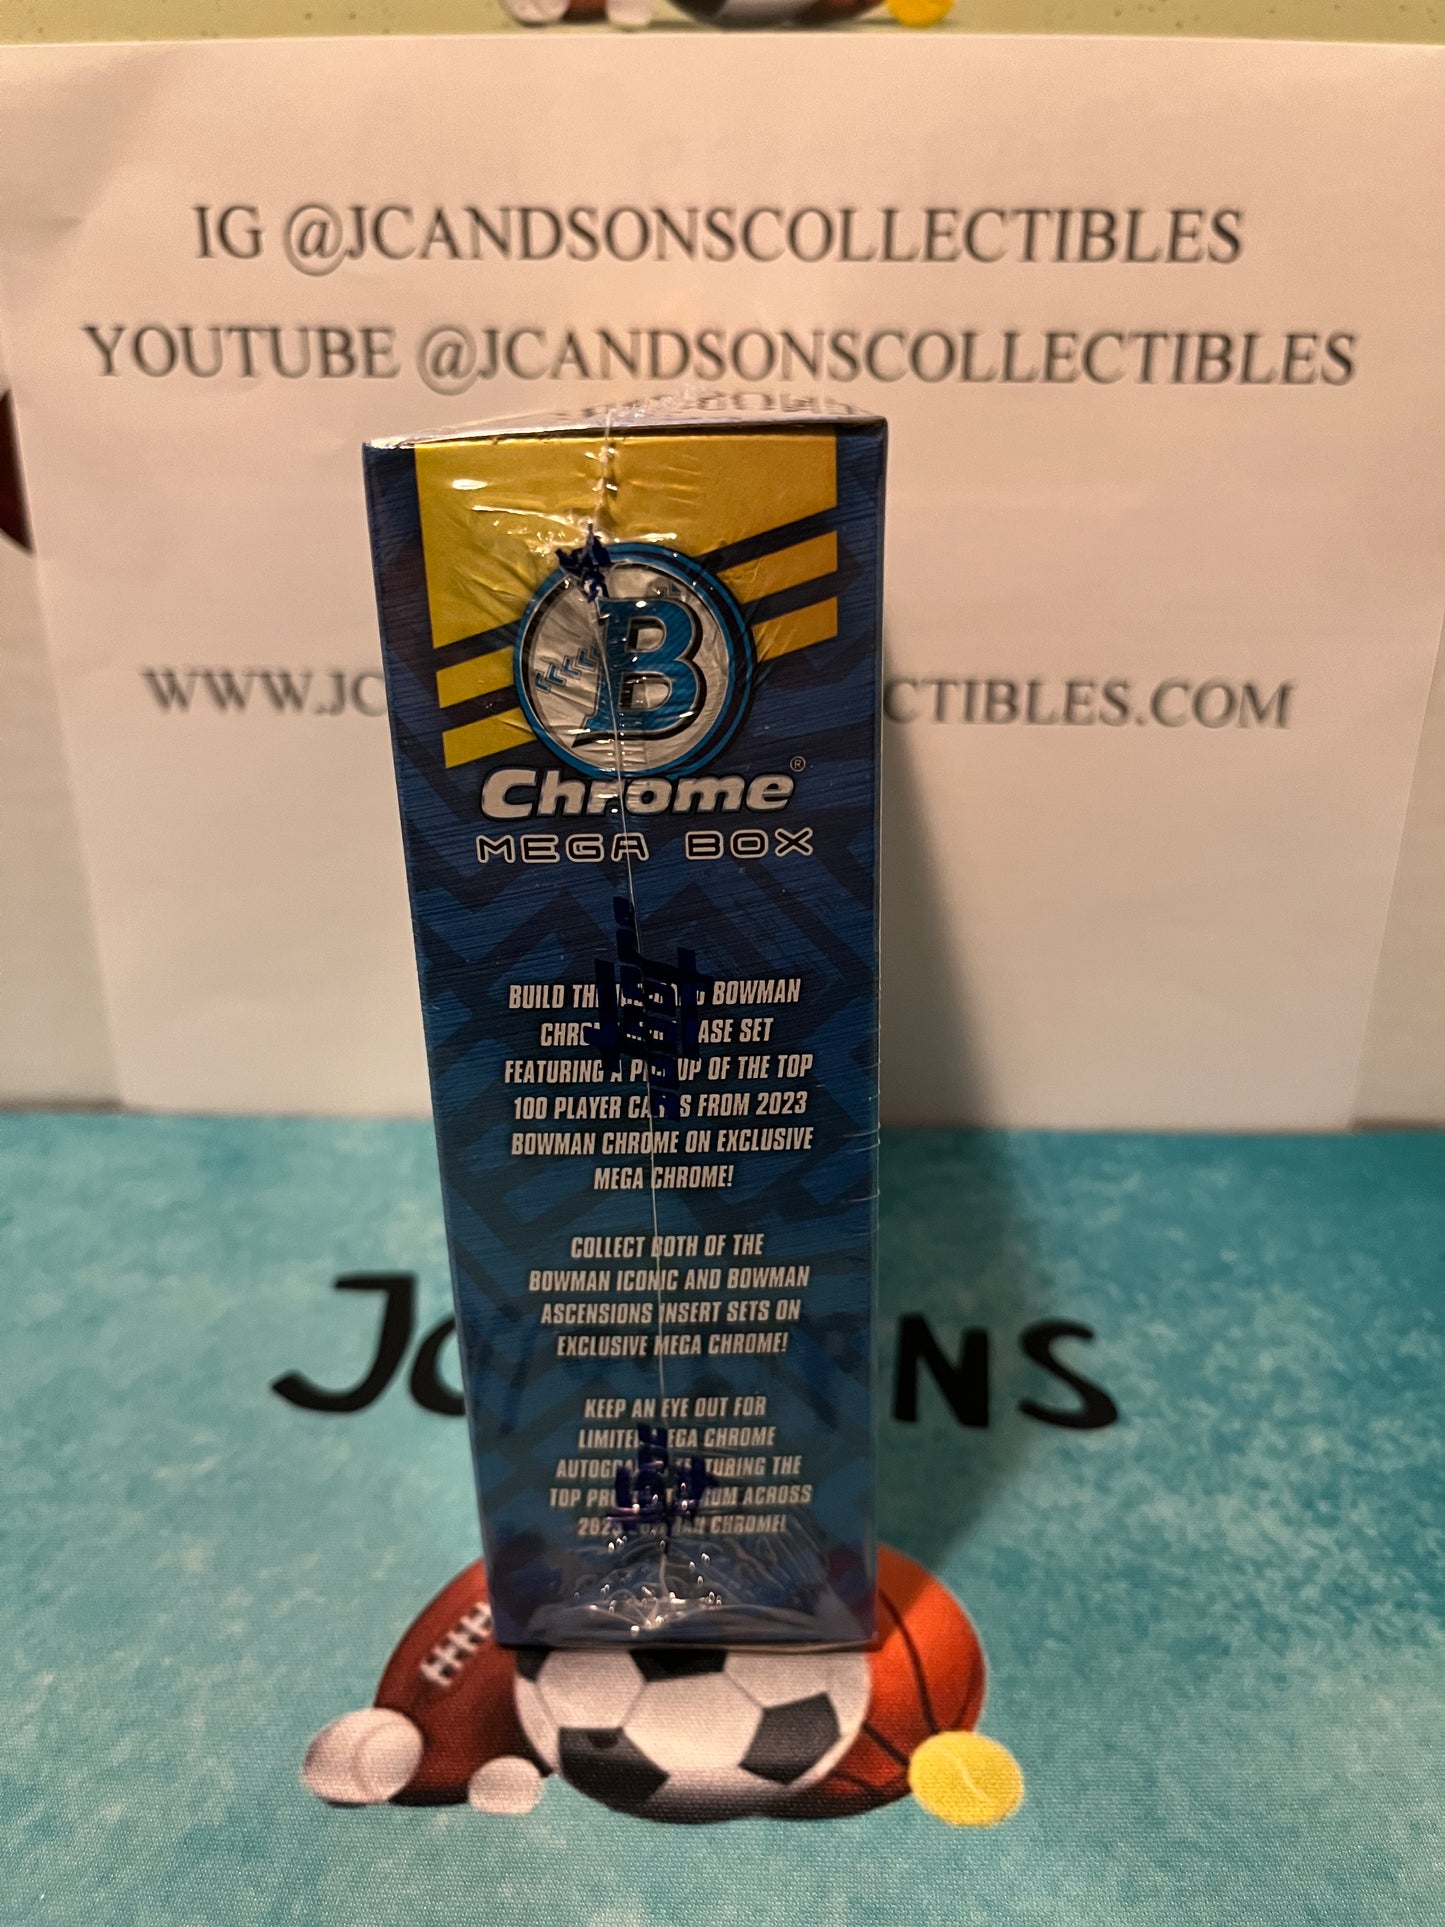 IG @JCANDSONSCOLLECTIBLES
YOUTUBE @JCANDSONSCOLLECTIBLES
WWW.JC CTIBLES.COM
B
Chrome®
MEGA BOX
BUILD BOWMAN
ASE SET
FEATURING A UP OF THE TOP
100 PLAYER CARDS FROM 2023
BOWMAN CHROME ON EXCLUSIVE
MEGA CHROME!
COLLECT BOTH OF THE
BOWMAN ICONIC AND BOWMAN
ASCENSIONS INSERT SETS ON
EXCLUSIVE MEGA CHROME!
KEEP AN EYE OUT FOR
LIMITED MEGA CHROME
THE
TOP ACROSS
CHROME!
JC NS